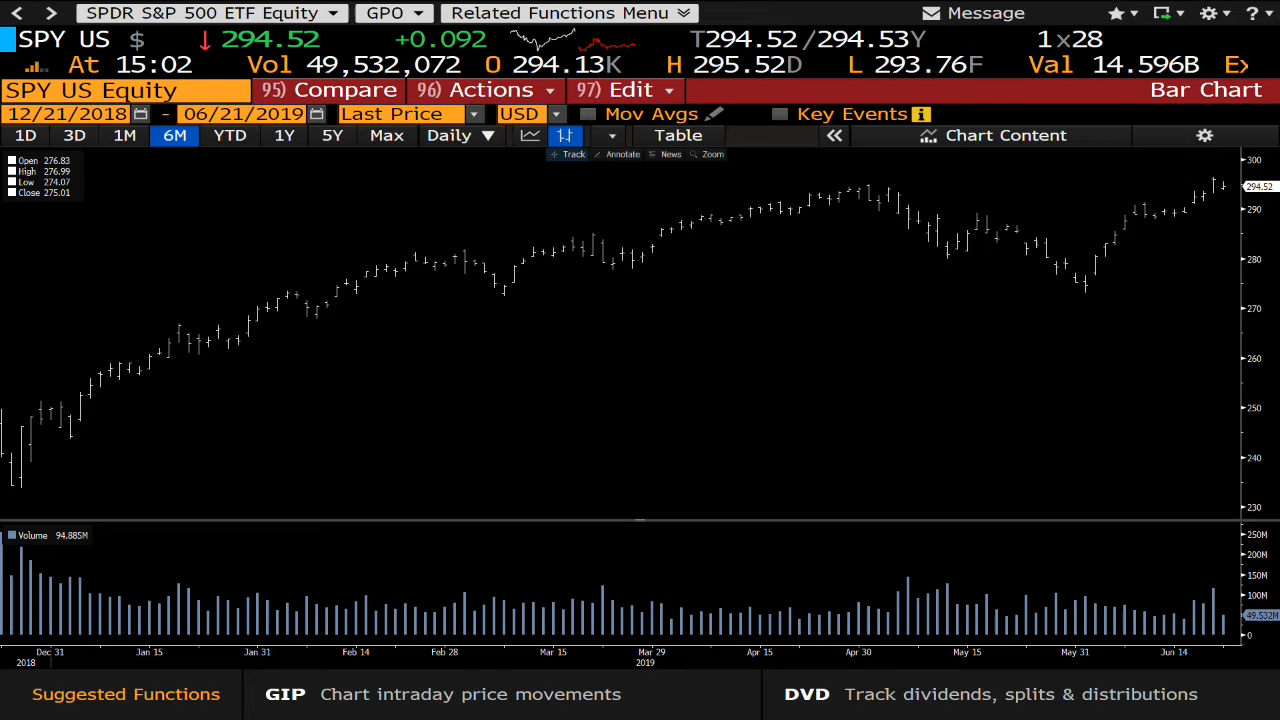 SPDR S&P 500 ETF Equity GPO Related Functions Menu Message ?
SPY US $ ↓ 294.52 +0.092 T294.52/294.53Y 1x28
At 15:02 Vol 49,532,072 O 294.13K H 295.52D L 293.76F Val 14.596B Ex
SPY US Equity 95) Compare 96) Actions 97) Edit Bar Chart
12/21/2018 - 06/21/2019 Last Price USD Mov Avgs Key Events i
1D 3D 1M 6M YTD 1Y 5Y Max Daily ▼ Table « Chart Content
Track Annotate News Zoom
Open 276.83
High 276.99
Low 274.07
Close 275.01
300
294.52
290
280
270
260
250
240
230
Volume 94.885M
250M
200M
150M
100M
49.532M
0
Dec 31 Jan 15 Jan 31 Feb 14 Feb 28 Mar 15 Mar 29 Apr 15 Apr 30 May 15 May 31 Jun 14
2018 2019
Suggested Functions GIP Chart intraday price movements DVD Track dividends, splits & distributions